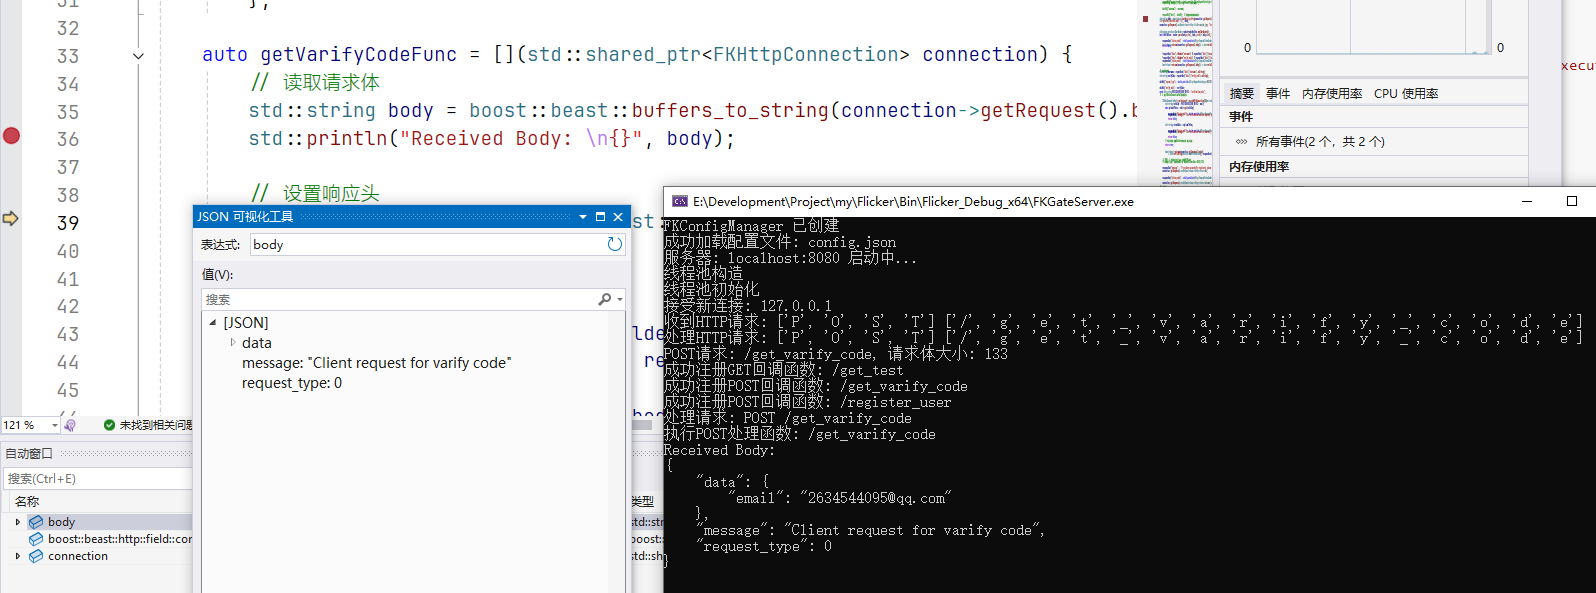 31
};
32
33
auto getVarifyCodeFunc = [](std::shared_ptr<FKHttpConnection> connection) {
34
// 读取请求体
35
std::string body = boost::beast::buffers_to_string(connection->getRequest().b
36
std::println("Received Body: \n{}", body);
37
38
// 设置响应头
39
40
41
42
43
44
45
121 %
未找到相关问题
0
0
xecut
摘要 事件 内存使用率 CPU 使用率
事件
所有事件(2 个，共 2 个)
内存使用率
JSON 可视化工具
表达式:
body
值(V):
搜索
[JSON]
data
message: "Client request for varify code"
request_type: 0
自动窗口
搜索(Ctrl+E)
名称
类型
body
std::str
boost::beast::http::field::cor
boost::
connection
std::sh
E:\Development\Project\my\Flicker\Bin\Flicker_Debug_x64\FKGateServer.exe
FKConfigManager 已创建
成功加载配置文件: config.json
服务器: localhost:8080 启动中...
线程池构造
线程池初始化
接受新连接: 127.0.0.1
收到HTTP请求: ['P', 'O', 'S', 'T'] ['/', 'g', 'e', 't', '_', 'v', 'a', 'r', 'i', 'f', 'y', '_', 'c', 'o', 'd', 'e']
处理HTTP请求: ['P', 'O', 'S', 'T'] ['/', 'g', 'e', 't', '_', 'v', 'a', 'r', 'i', 'f', 'y', '_', 'c', 'o', 'd', 'e']
POST请求: /get_varify_code, 请求体大小: 133
成功注册GET回调函数: /get_test
成功注册POST回调函数: /get_varify_code
成功注册POST回调函数: /register_user
处理请求: POST /get_varify_code
执行POST处理函数: /get_varify_code
Received Body:
{
"data": {
"email": "2634544095@qq.com"
},
"message": "Client request for varify code",
"request_type": 0
}